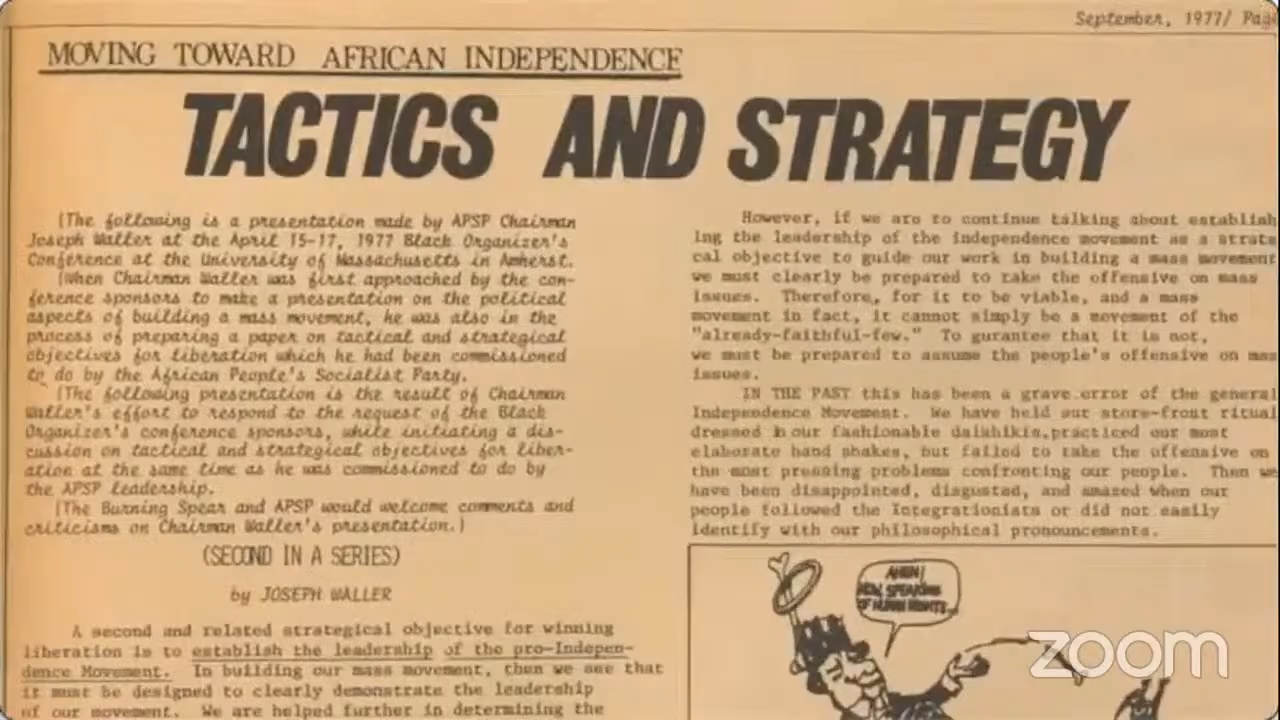 September, 1977/ Page
MOVING TOWARD AFRICAN INDEPENDENCE
TACTICS AND STRATEGY
(The following is a presentation made by APSP Chairman
Joseph Waller at the April 15-17, 1977 Black Organizer's
Conference at the University of Massachusetts in Amherst.
(When Chairman Waller was first approached by the con-
ference sponsors to make a presentation on the political
aspects of building a mass movement, he was also in the
process of preparing a paper on tactical and strategical
objectives for liberation which he had been commissioned
to do by the African People's Socialist Party.
(The following presentation is the result of Chairman
Waller's effort to respond to the request of the Black
Organizer's conference sponsors, while initiating a dis-
cussion on tactical and strategical objectives for liber-
ation at the same time as he was commissioned to do by
the APSP leadership.
(The Burning Spear and APSP would welcome comments and
criticisms on Chairman Waller's presentation.)
(SECOND IN A SERIES)
by JOSEPH WALLER
A second and related strategical objective for winning
liberation is to establish the leadership of the pro-Indepen-
dence Movement. In building our mass movement, then we see that
it must be designed to clearly demonstrate the leadership
of our movement. We are helped further in determining the
However, if we are to continue talking about establish
ing the leadership of the independence movement as a strate
cal objective to guide our work in building a mass movement
we must clearly be prepared to take the offensive on mass
issues. Therefore, for it to be viable, and a mass
movement in fact, it cannot simply be a movement of the
"already-faithful-few." To gurantee that it is not,
we must be prepared to assume the people's offensive on mas
issues.
IN THE PAST this has been a grave error of the general
Independence Movement. We have held our store-front ritual
dressed in our fashionable daishikis, practiced our most
elaborate hand shakes, but failed to take the offensive on
the most pressing problems confronting our people. Then we
have been disappointed, disgusted, and amazed when our
people followed the Integrationists or did not easily
identify with our philosophical pronouncements.
AHEM!
NOW, SPEAKING
OF HUMAN RIGHTS...
zoom